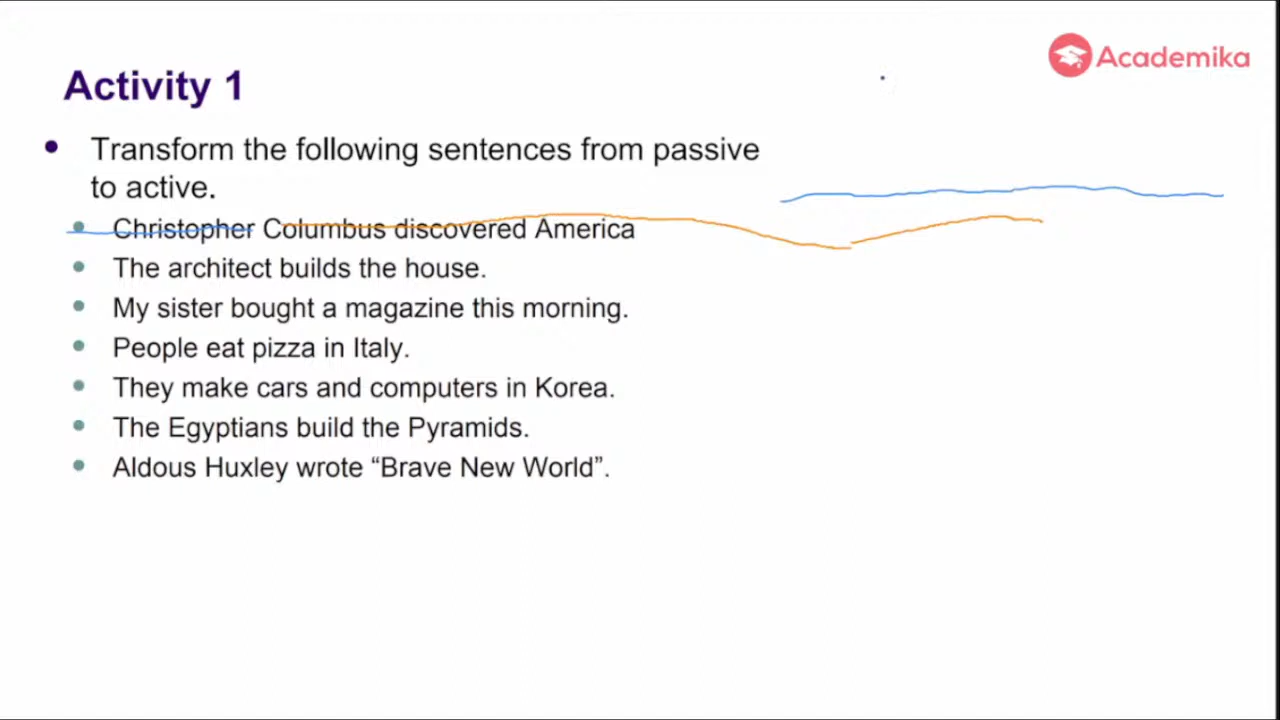 Academika
Activity 1
Transform the following sentences from passive
to active.
Christopher Columbus discovered America
The architect builds the house.
My sister bought a magazine this morning.
People eat pizza in Italy.
They make cars and computers in Korea.
The Egyptians build the Pyramids.
Aldous Huxley wrote “Brave New World”.